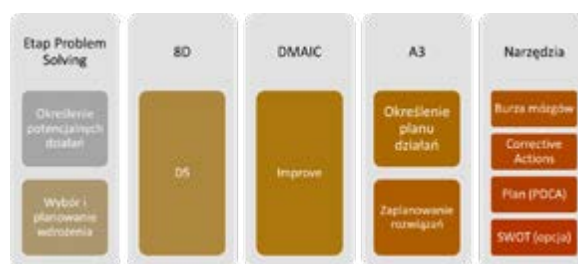 Etap Problem
Solving
Określenie
potencjalnych
działań
Wybór i
planowanie
wdrożenia
8D
D5
DMAIC
Improve
A3
Określenie
planu
działań
Zaplanowanie
rozwiązań
Narzędzia
Burza mózgów
Corrective
Actions
Plan (PDCA)
SWOT (opcja)